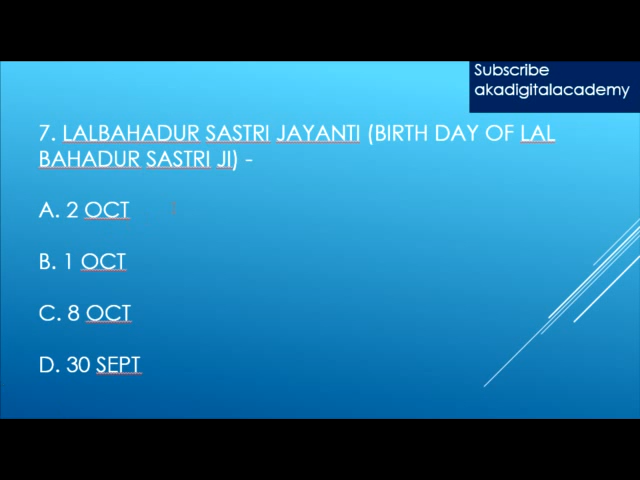 Subscribe
akadigitalacademy
7. LALBAHADUR SASTRI JAYANTI (BIRTH DAY OF LAL
BAHADUR SASTRI JI) -
A. 2 OCT
B. 1 OCT
C. 8 OCT
D. 30 SEPT